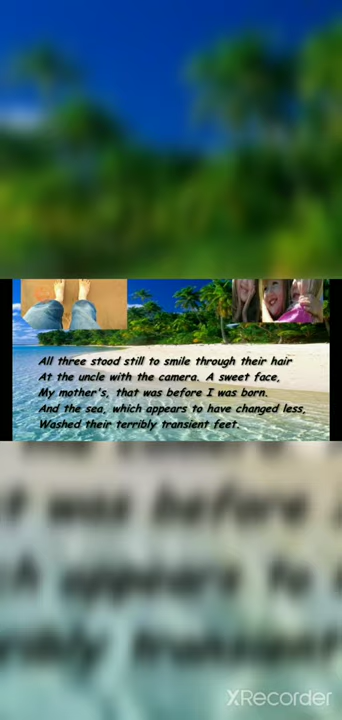 All three stood still to smile through their hair
At the uncle with the camera. A sweet face,
My mother's, that was before I was born.
And the sea, which appears to have changed less,
Washed their terribly transient feet.
XRecorder